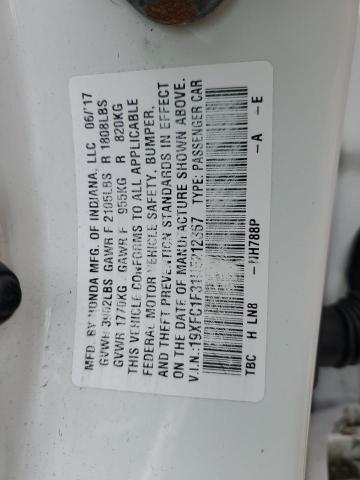 MFD. BY HONDA MFG. OF INDIANA, LLC 06/17
GVWR 3902LBS GAWR F 2105LBS R 1808LBS
GVWR 1770KG GAWR F 955KG R 820KG
THIS VEHICLE CONFORMS TO ALL APPLICABLE
FEDERAL MOTOR VEHICLE SAFETY, BUMPER,
AND THEFT PREVENTION STANDARDS IN EFFECT
ON THE DATE OF MANUFACTURE SHOWN ABOVE.
V.I.N.: TYPE: PASSENGER CAR
TBC H LN8 -NH788P -A -E